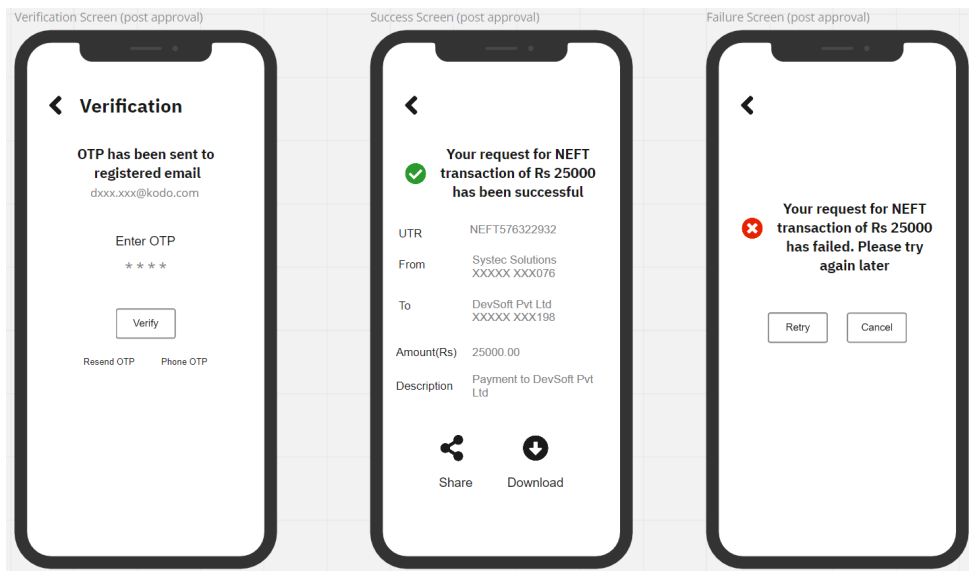 Verification Screen (post approval)
Verification
OTP has been sent to
registered email
dxxx.xxx@kodo.com
Enter OTP
* * * *
Verify
Resend OTP
Phone OTP
Success Screen (post approval)
Your request for NEFT
transaction of Rs 25000
has been successful
UTR
NEFT576322932
From
Systec Solutions
XXXXX XXX076
To
DevSoft Pvt Ltd
XXXXX XXX198
Amount(Rs)
25000.00
Description
Payment to DevSoft Pvt
Ltd
Share
Download
Failure Screen (post approval)
Your request for NEFT
transaction of Rs 25000
has failed. Please try
again later
Retry
Cancel